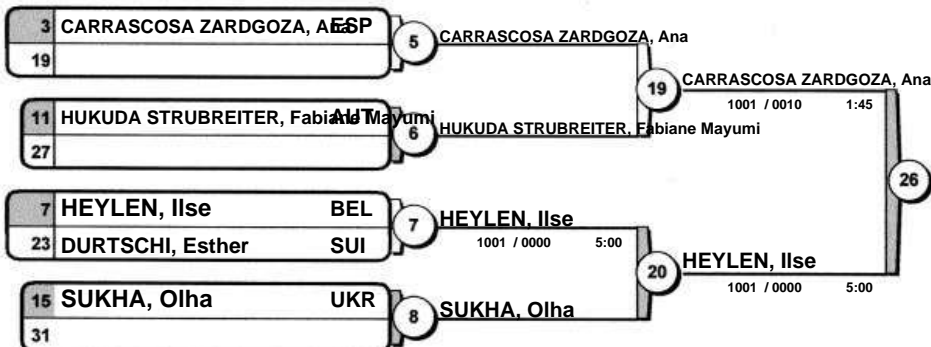 3 CARRASCOSA ZARDGOZA, Ana ESP
19
5 CARRASCOSA ZARDGOZA, Ana
19 CARRASCOSA ZARDGOZA, Ana
1001 / 0010 1:45
11 HUKUDA STRUBREITER, Fabiane Mayumi AUT
27
6 HUKUDA STRUBREITER, Fabiane Mayumi
26
7 HEYLEN, Ilse BEL
23 DURTSCHI, Esther SUI
7 HEYLEN, Ilse
1001 / 0000 5:00
20 HEYLEN, Ilse
1001 / 0000 5:00
15 SUKHA, Olha UKR
31
8 SUKHA, Olha